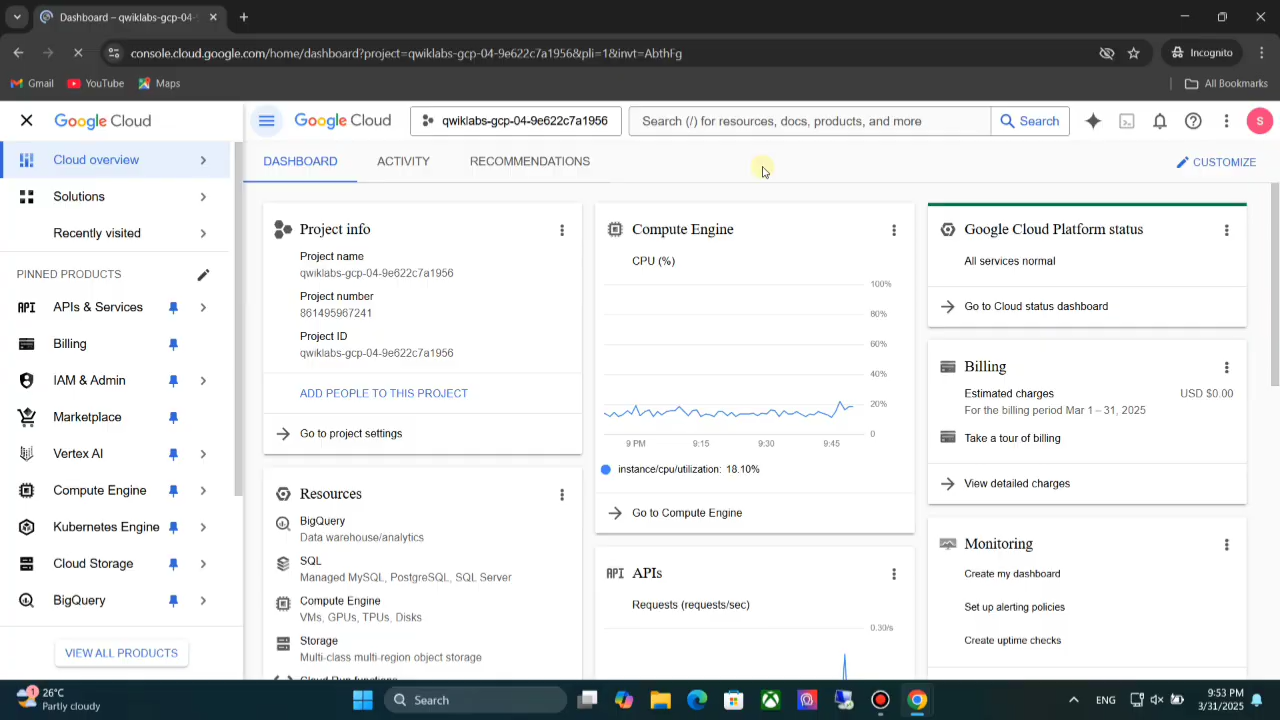 Dashboard – qwiklabs-gcp-04-
console.cloud.google.com/home/dashboard?project=qwiklabs-gcp-04-9e622c7a1956&pli=1&invt=AbthFg
Incognito
Gmail
YouTube
Maps
All Bookmarks
Google Cloud
Google Cloud
qwiklabs-gcp-04-9e622c7a1956
Search (/) for resources, docs, products, and more
Search
S
Cloud overview
Solutions
Recently visited
PINNED PRODUCTS
API APIs & Services
Billing
IAM & Admin
Marketplace
Vertex AI
Compute Engine
Kubernetes Engine
Cloud Storage
BigQuery
VIEW ALL PRODUCTS
DASHBOARD
ACTIVITY
RECOMMENDATIONS
CUSTOMIZE
Project info
Project name
qwiklabs-gcp-04-9e622c7a1956
Project number
861495967241
Project ID
qwiklabs-gcp-04-9e622c7a1956
ADD PEOPLE TO THIS PROJECT
Go to project settings
Resources
BigQuery
Data warehouse/analytics
SQL
Managed MySQL, PostgreSQL, SQL Server
Compute Engine
VMs, GPUs, TPUs, Disks
Storage
Multi-class multi-region object storage
Cloud Run functions
Compute Engine
CPU (%)
100%
80%
60%
40%
20%
0
9 PM 9:15 9:30 9:45
instance/cpu/utilization: 18.10%
Go to Compute Engine
API APIs
Requests (requests/sec)
0.30/s
Google Cloud Platform status
All services normal
Go to Cloud status dashboard
Billing
Estimated charges USD $0.00
For the billing period Mar 1 – 31, 2025
Take a tour of billing
View detailed charges
Monitoring
Create my dashboard
Set up alerting policies
Create uptime checks
1
26°C
Partly cloudy
Search
ENG
9:53 PM
3/31/2025